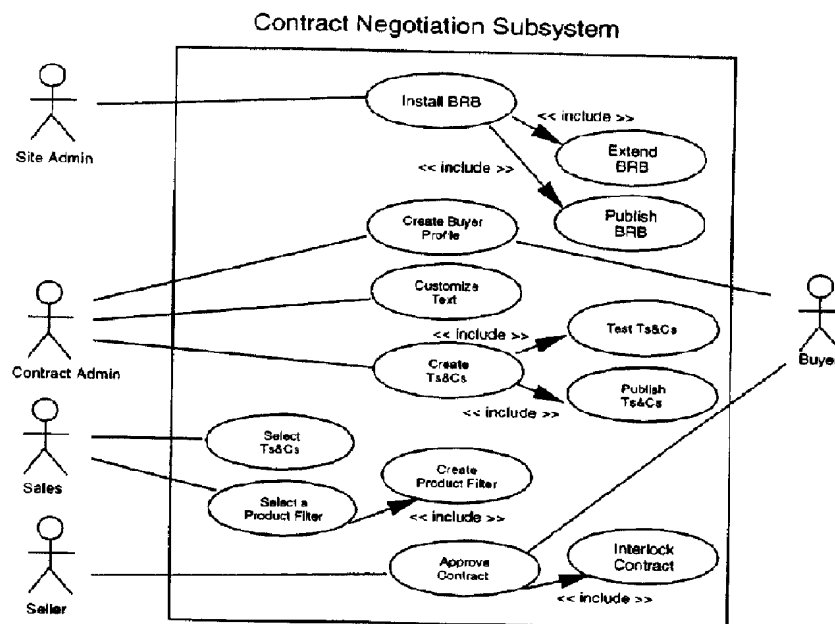 Contract Negotiation Subsystem
Site Admin
Install BRB
<< include >>
Extend
BRB
<< include >>
Publish
BRB
Create Buyer
Profile
Customize
Text
Contract Admin
<< include >>
Test Ts&Cs
Create
Ts&Cs
<< include >>
Publish
Ts&Cs
Buyer
Sales
Select
Ts&Cs
Select a
Product Filter
Create
Product Filter
<< include >>
Seller
Approve
Contract
Interlock
Contract
<< include >>